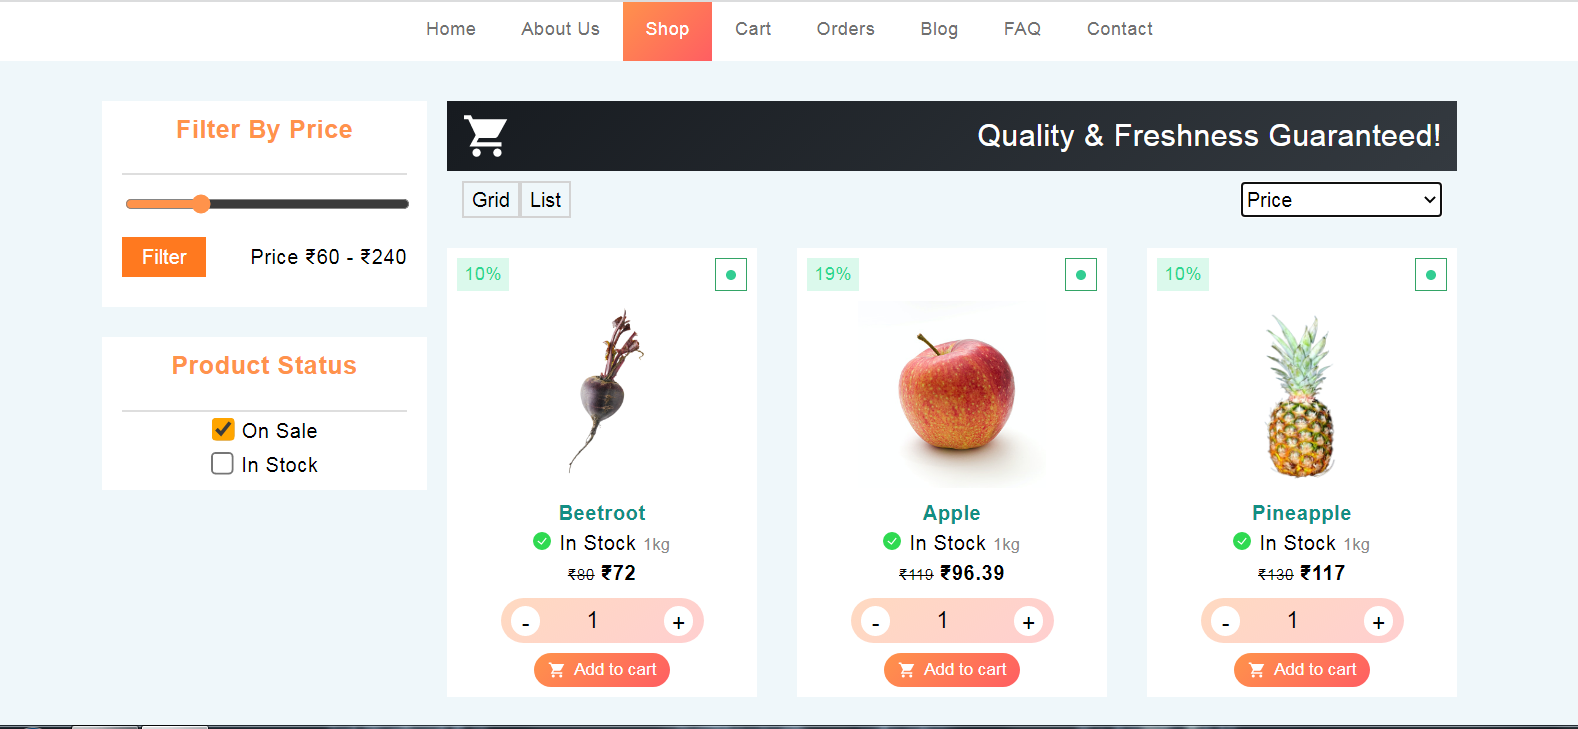 Home About Us Shop Cart Orders Blog FAQ Contact
Filter By Price
Filter Price ₹60 - ₹240
Product Status
On Sale
In Stock
Quality & Freshness Guaranteed!
Grid List Price
10%
Beetroot
In Stock 1kg
₹80 ₹72
- 1 +
Add to cart
19%
Apple
In Stock 1kg
₹119 ₹96.39
- 1 +
Add to cart
10%
Pineapple
In Stock 1kg
₹130 ₹117
- 1 +
Add to cart